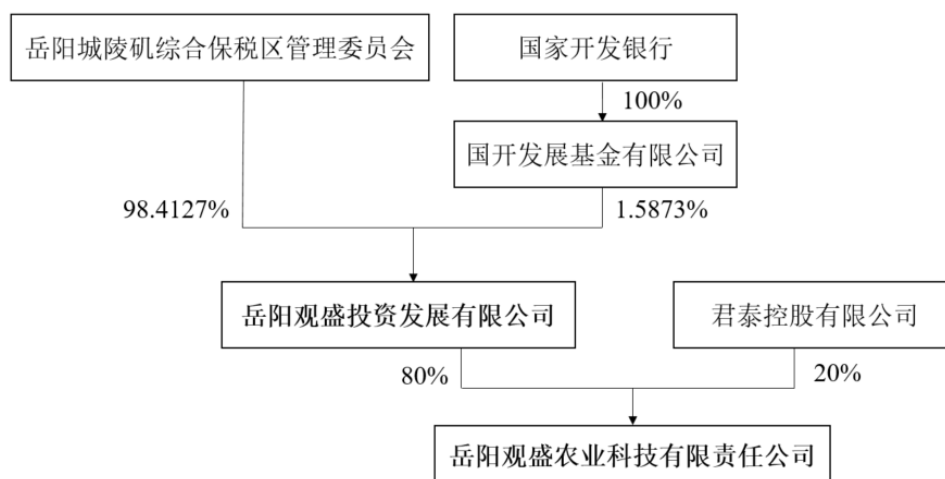 岳阳城陵矶综合保税区管理委员会
国家开发银行
100%
国开发展基金有限公司
98.4127%
1.5873%
岳阳观盛投资发展有限公司
君泰控股有限公司
80%
20%
岳阳观盛农业科技有限责任公司